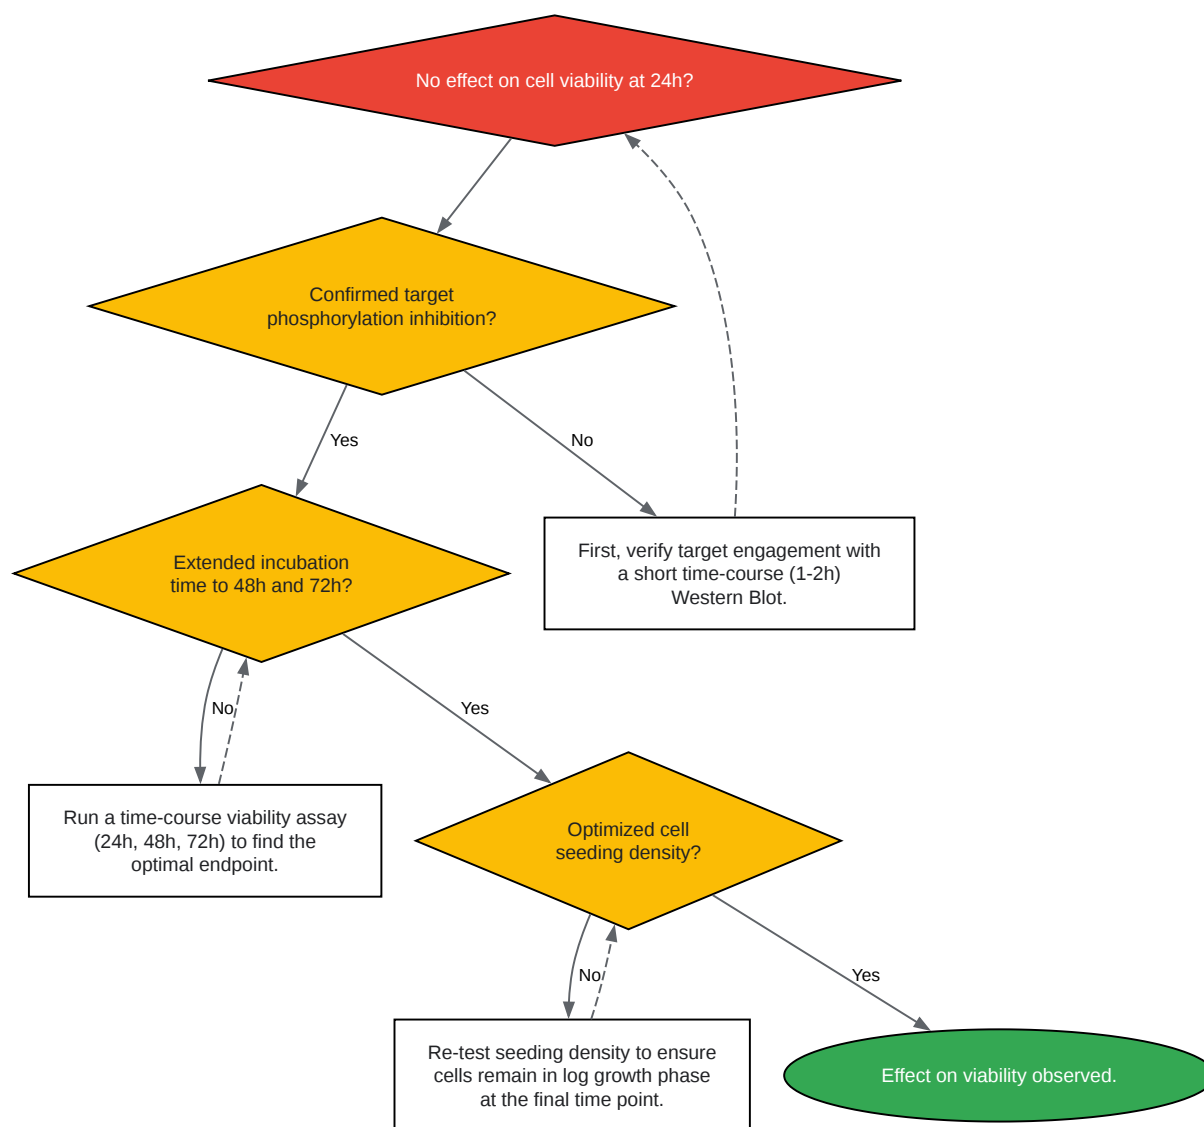 No effect on cell viability at 24h?
Confirmed target
phosphorylation inhibition?
Yes
No
Extended incubation
time to 48h and 72h?
First, verify target engagement with
a short time-course (1-2h)
Western Blot.
No
Yes
Run a time-course viability assay
(24h, 48h, 72h) to find the
optimal endpoint.
Optimized cell
seeding density?
No
Yes
Re-test seeding density to ensure
cells remain in log growth phase
at the final time point.
Effect on viability observed.